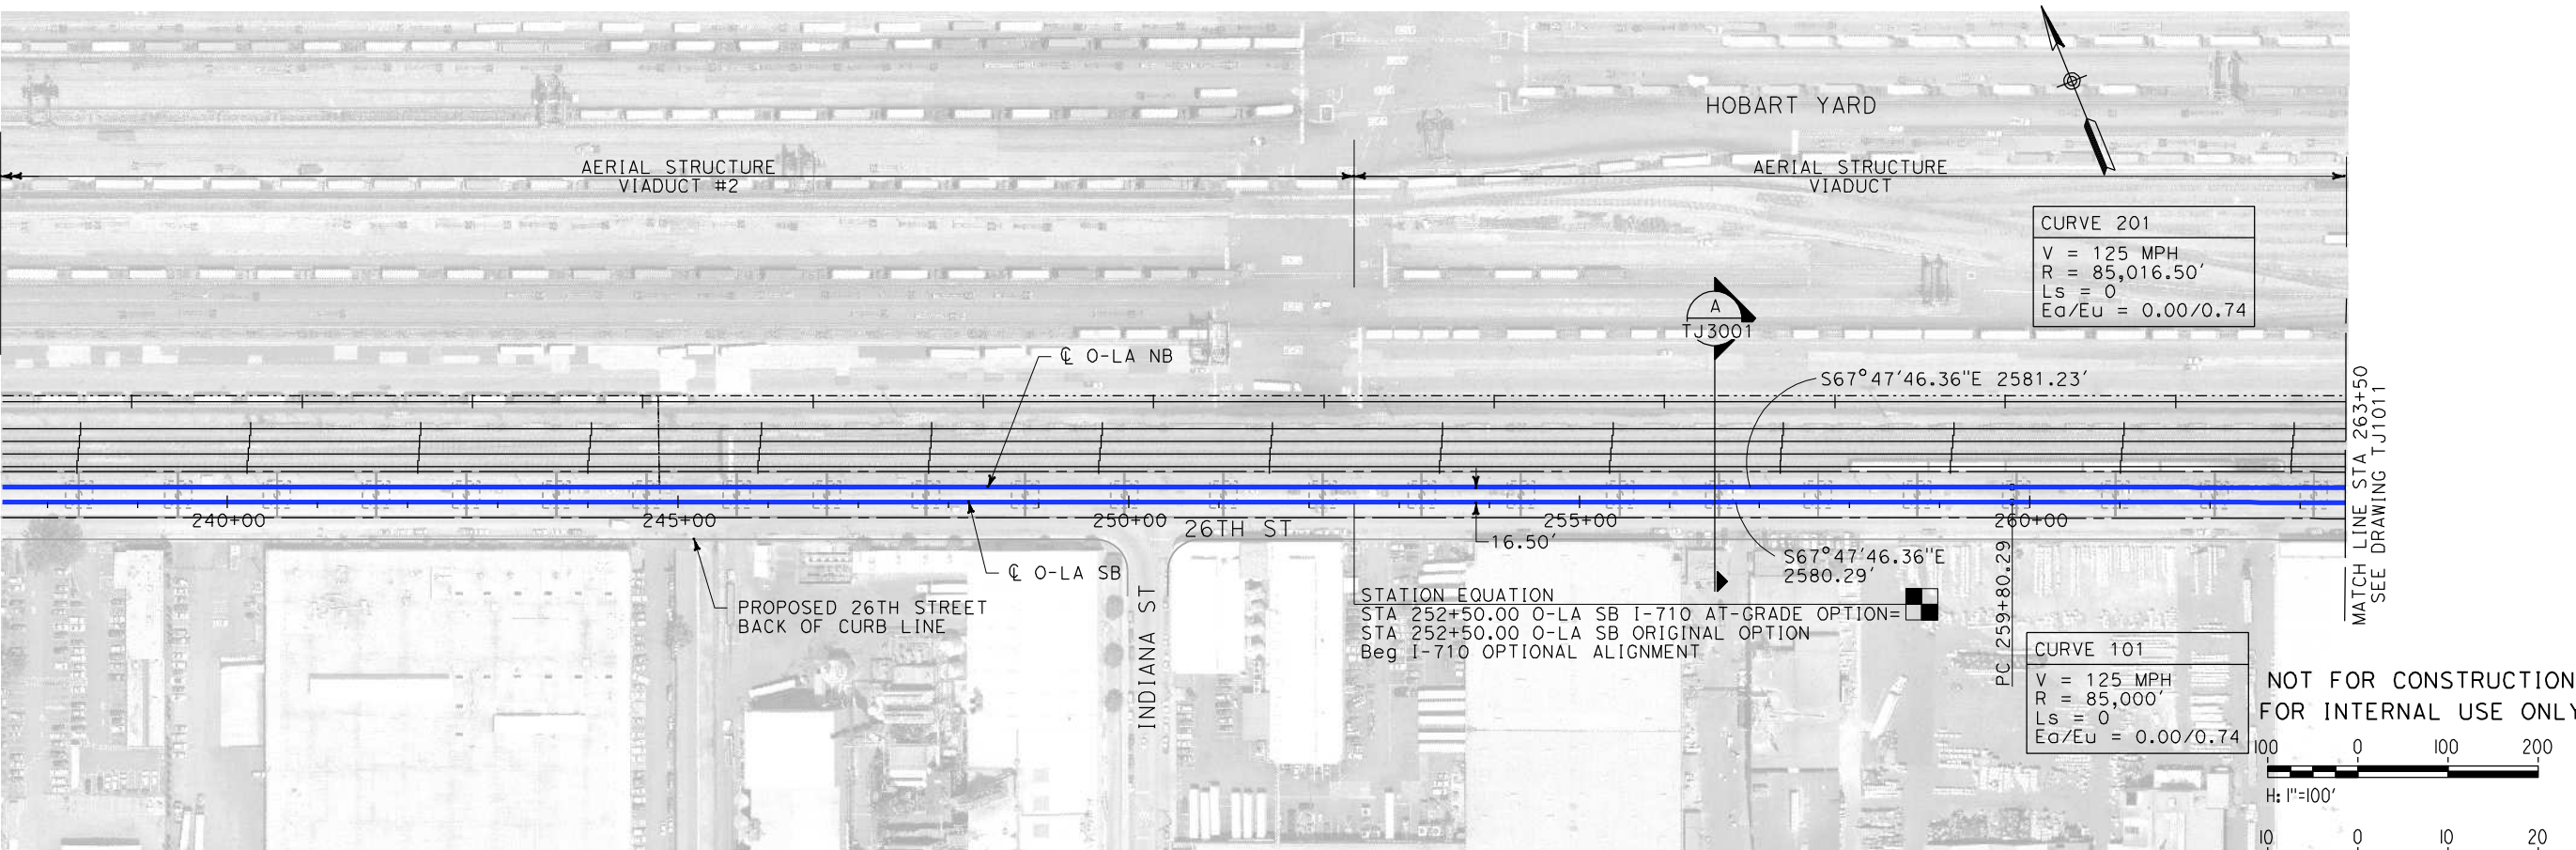 HOBART YARD
AERIAL STRUCTURE
VIADUCT #2
AERIAL STRUCTURE
VIADUCT
CURVE 201
V = 125 MPH
R = 85,016.50'
Ls = 0
Ea/Eu = 0.00/0.74
A
TJ3001
℄ O-LA NB
S67°47'46.36"E 2581.23'
MATCH LINE STA 263+50
SEE DRAWING TJ1011
240+00
245+00
250+00
255+00
260+00
26TH ST
16.50'
℄ O-LA SB
S67°47'46.36"E
2580.29'
PROPOSED 26TH STREET
BACK OF CURB LINE
INDIANA ST
STATION EQUATION
STA 252+50.00 O-LA SB I-710 AT-GRADE OPTION=
STA 252+50.00 O-LA SB ORIGINAL OPTION
Beg I-710 OPTIONAL ALIGNMENT
PC 259+80.29
CURVE 101
V = 125 MPH
R = 85,000'
Ls = 0
Ea/Eu = 0.00/0.74
NOT FOR CONSTRUCTION
FOR INTERNAL USE ONLY
100 0 100 200
H: 1"=100'
10 0 10 20